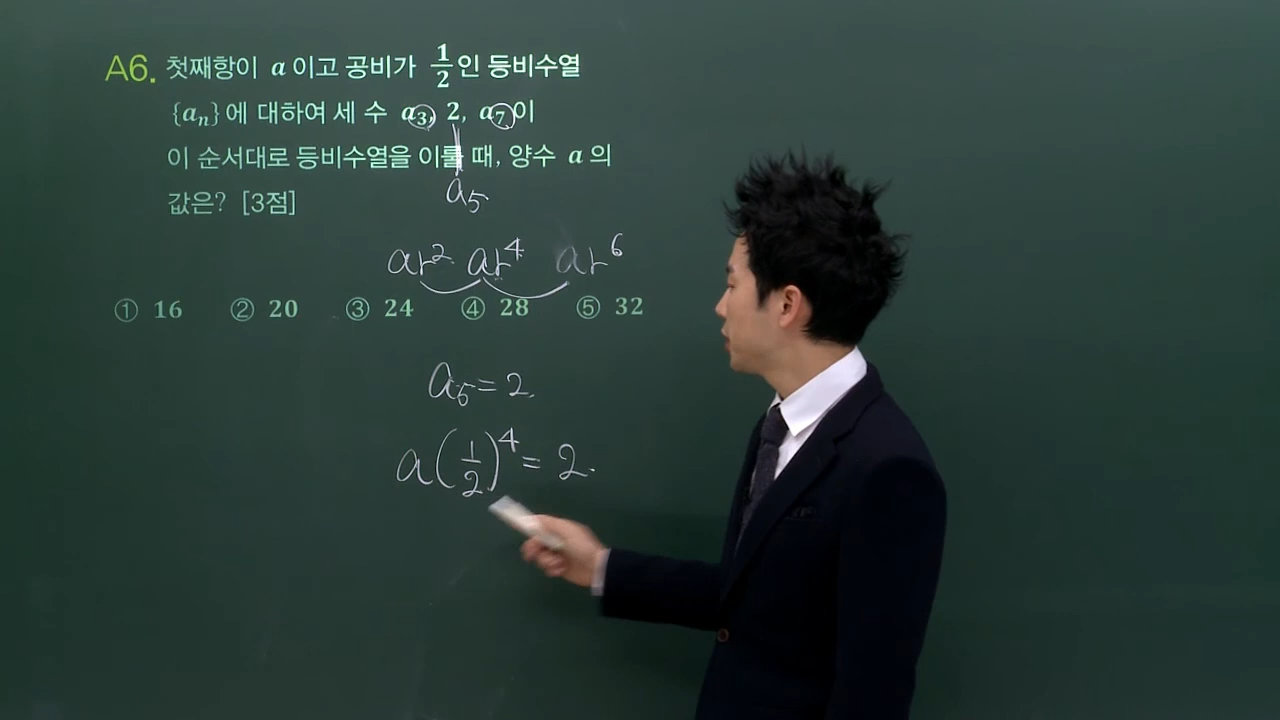 A6. 첫째항이 a 이고 공비가 1/2 인 등비수열
{aₙ}에 대하여 세 수 a₃, 2, a₇이
이 순서대로 등비수열을 이룰 때, 양수 a 의
값은? [3점]
a₅
ar² ar⁴ ar⁶
① 16 ② 20 ③ 24 ④ 28 ⑤ 32
a₅=2.
a(1/2)⁴=2.